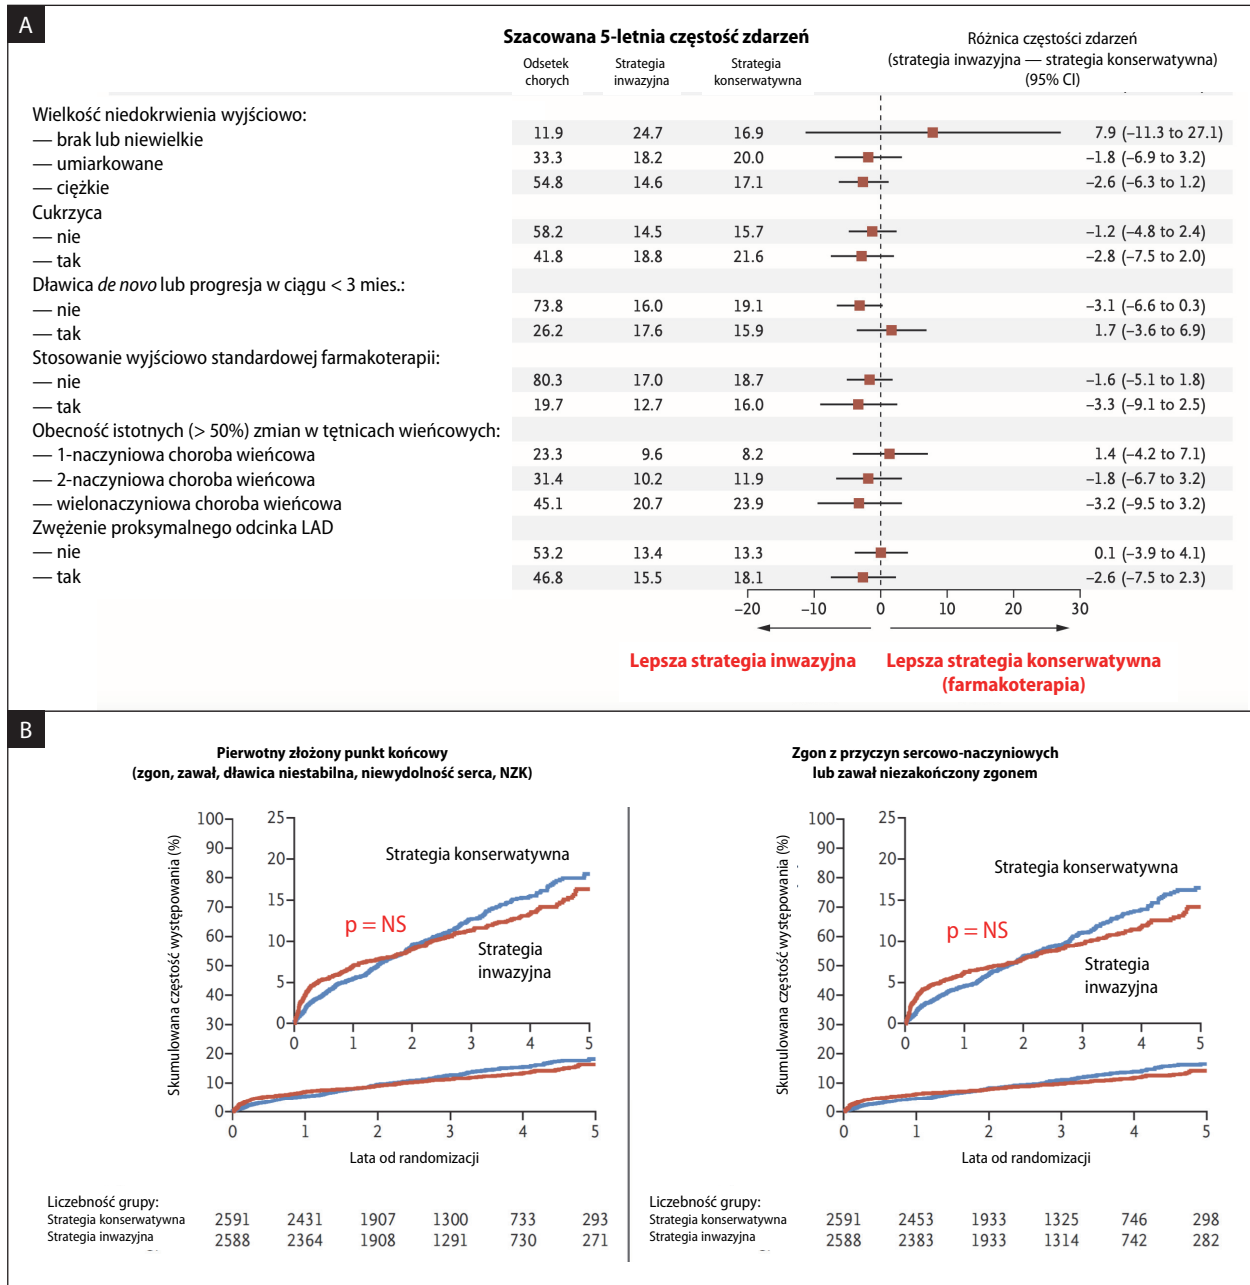 A
Szacowana 5-letnia częstość zdarzeń
Różnica częstości zdarzeń
(strategia inwazyjna — strategia konserwatywna)
(95% CI)
Odsetek chorych Strategia inwazyjna Strategia konserwatywna
Wielkość niedokrwienia wyjściowo:
— brak lub niewielkie 11.9 24.7 16.9 7.9 (–11.3 to 27.1)
— umiarkowane 33.3 18.2 20.0 –1.8 (–6.9 to 3.2)
— ciężkie 54.8 14.6 17.1 –2.6 (–6.3 to 1.2)
Cukrzyca
— nie 58.2 14.5 15.7 –1.2 (–4.8 to 2.4)
— tak 41.8 18.8 21.6 –2.8 (–7.5 to 2.0)
Dławica de novo lub progresja w ciągu < 3 mies.:
— nie 73.8 16.0 19.1 –3.1 (–6.6 to 0.3)
— tak 26.2 17.6 15.9 1.7 (–3.6 to 6.9)
Stosowanie wyjściowo standardowej farmakoterapii:
— nie 80.3 17.0 18.7 –1.6 (–5.1 to 1.8)
— tak 19.7 12.7 16.0 –3.3 (–9.1 to 2.5)
Obecność istotnych (> 50%) zmian w tętnicach wieńcowych:
— 1-naczyniowa choroba wieńcowa 23.3 9.6 8.2 1.4 (–4.2 to 7.1)
— 2-naczyniowa choroba wieńcowa 31.4 10.2 11.9 –1.8 (–6.7 to 3.2)
— wielonaczyniowa choroba wieńcowa 45.1 20.7 23.9 –3.2 (–9.5 to 3.2)
Zwężenie proksymalnego odcinka LAD
— nie 53.2 13.4 13.3 0.1 (–3.9 to 4.1)
— tak 46.8 15.5 18.1 –2.6 (–7.5 to 2.3)
–20 –10 0 10 20 30
Lepsza strategia inwazyjna
Lepsza strategia konserwatywna
(farmakoterapia)
B
Pierwotny złożony punkt końcowy
(zgon, zawał, dławica niestabilna, niewydolność serca, NZK)
Skumulowana częstość występowania (%)
100
90
80
70
60
50
40
30
20
10
0
25
20
15
10
5
0
Strategia konserwatywna
p = NS
Strategia
inwazyjna
0 1 2 3 4 5
0 1 2 3 4 5
Lata od randomizacji
Liczebność grupy:
Strategia konserwatywna 2591 2431 1907 1300 733 293
Strategia inwazyjna 2588 2364 1908 1291 730 271
Zgon z przyczyn sercowo-naczyniowych
lub zawał niezakończony zgonem
Skumulowana częstość występowania (%)
100
90
80
70
60
50
40
30
20
10
0
25
20
15
10
5
0
Strategia konserwatywna
p = NS
Strategia
inwazyjna
0 1 2 3 4 5
0 1 2 3 4 5
Lata od randomizacji
Liczebność grupy:
Strategia konserwatywna 2591 2453 1933 1325 746 298
Strategia inwazyjna 2588 2383 1933 1314 742 282